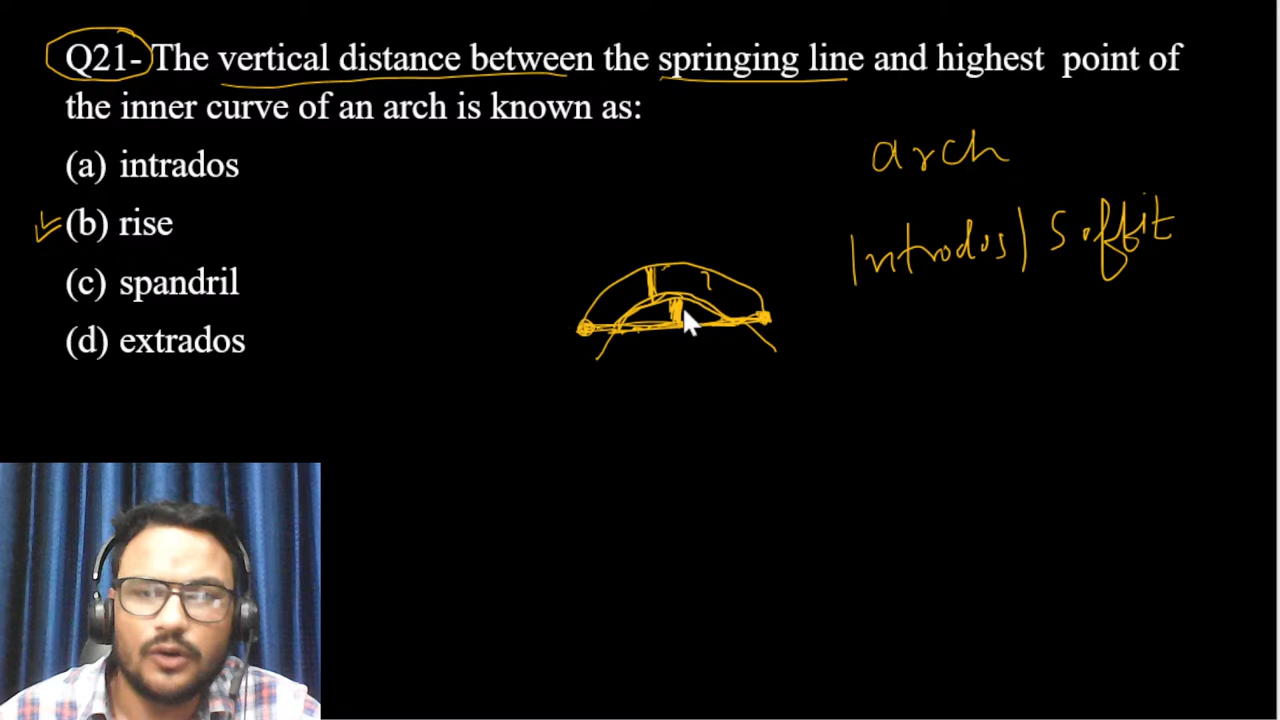 Q21- The vertical distance between the springing line and highest point of
the inner curve of an arch is known as:
(a) intrados
(b) rise
(c) spandril
(d) extrados
arch
Intrados) Soffit